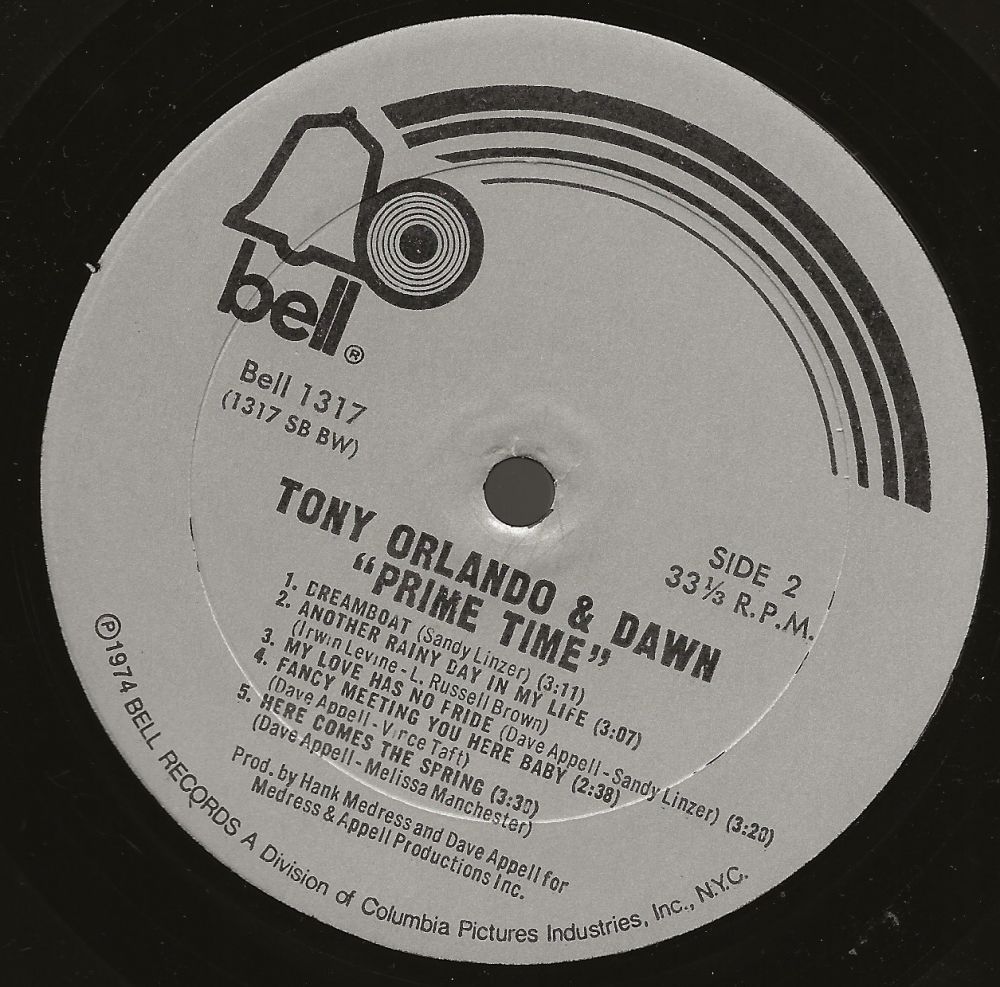 bell®
Bell 1317
(1317 SB BW)
TONY ORLANDO & DAWN
“PRIME TIME”
SIDE 2
33⅓ R.P.M.
1. DREAMBOAT (Sandy Linzer) (3:11)
2. ANOTHER RAINY DAY IN MY LIFE (3:07)
(Irwin Levine - L. Russell Brown)
3. MY LOVE HAS NO FRIDE (Dave Appell - Sandy Linzer) (3:20)
4. FANCY MEETING YOU HERE BABY (2:38)
(Dave Appell - Vince Taft)
5. HERE COMES THE SPRING (3:30)
(Dave Appell - Melissa Manchester)
Prod. by Hank Medress and Dave Appell for
Medress & Appell Productions Inc.
℗1974 BELL RECORDS A Division of Columbia Pictures Industries, Inc., N.Y.C.